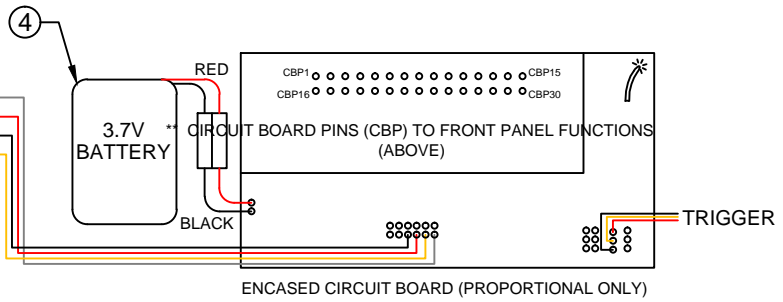 4
RED
CBP1
CBP15
CBP16
CBP30
3.7V
BATTERY
** CIRCUIT BOARD PINS (CBP) TO FRONT PANEL FUNCTIONS
(ABOVE)
BLACK
TRIGGER
ENCASED CIRCUIT BOARD (PROPORTIONAL ONLY)